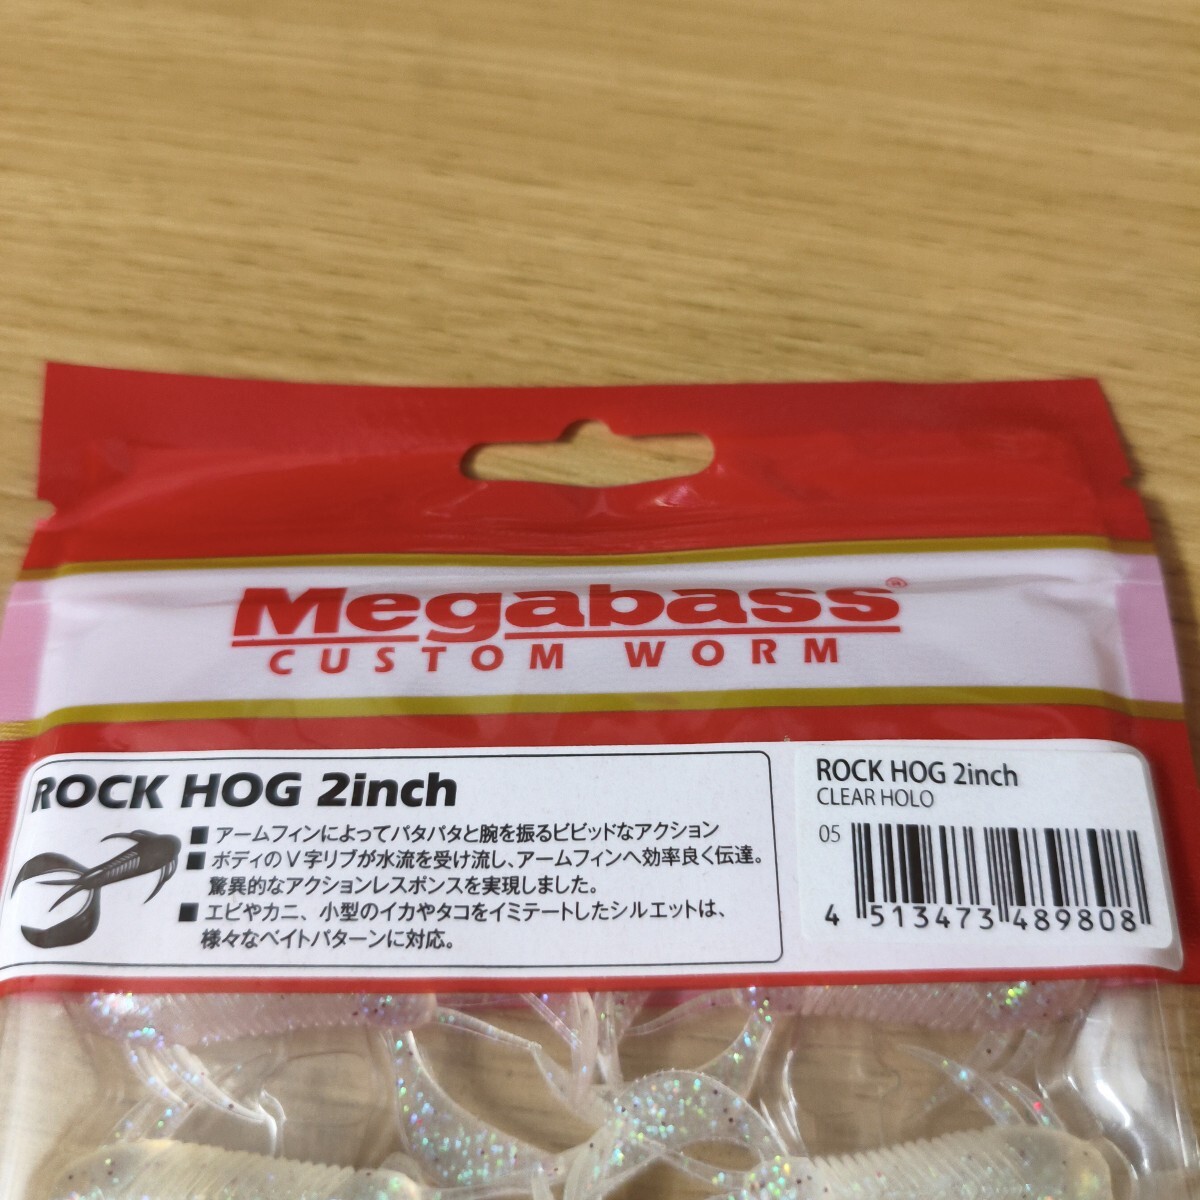 Megabass®
CUSTOM WORM
ROCK HOG 2inch
■ アームフィンによってパタパタと腕を振るビビッドなアクション
■ ボディのV字リブが水流を受け流し、アームフィンへ効率良く伝達。
驚異的なアクションレスポンスを実現しました。
■ エビやカニ、小型のイカやタコをイミテートしたシルエットは、
様々なベイトパターンに対応。
ROCK HOG 2inch
CLEAR HOLO
05
4 513473 489808